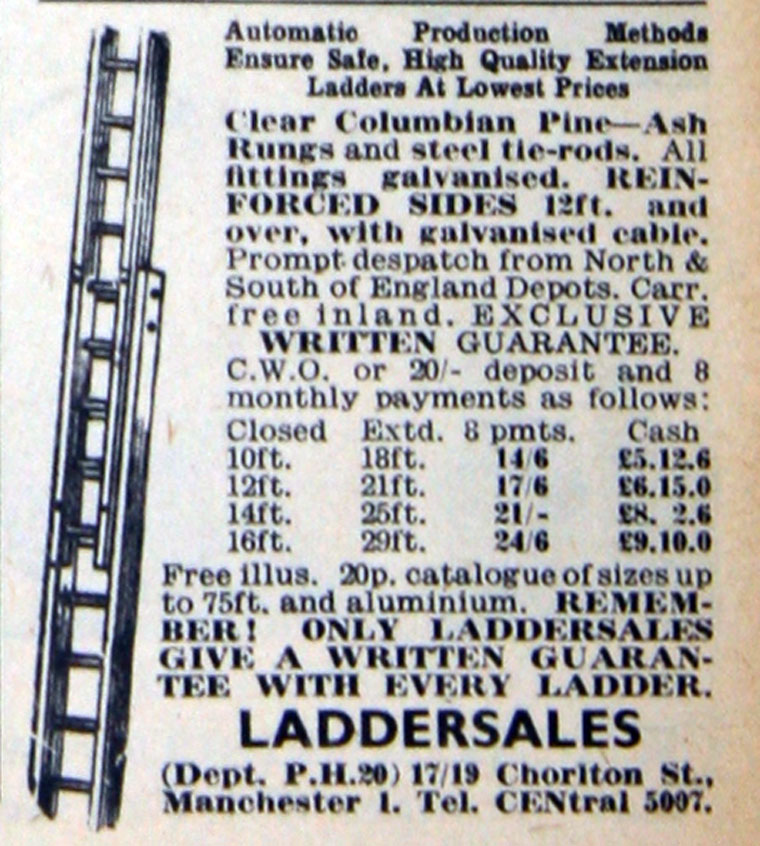 Automatic Production Methods
Ensure Safe, High Quality Extension
Ladders At Lowest Prices
Clear Columbian Pine—Ash
Rungs and steel tie-rods. All
fittings galvanised. REIN-
FORCED SIDES 12ft. and
over, with galvanised cable.
Prompt despatch from North &
South of England Depots. Carr.
free inland. EXCLUSIVE
WRITTEN GUARANTEE.
C.W.O. or 20/- deposit and 8
monthly payments as follows:
Closed Extd. 8 pmts. Cash
10ft. 18ft. 14/6 £5.12.6
12ft. 21ft. 17/6 £6.15.0
14ft. 25ft. 21/- £8. 2.6
16ft. 29ft. 24/6 £9.10.0
Free illus. 20p. catalogue of sizes up
to 75ft. and aluminium. REMEM-
BER! ONLY LADDERSALES
GIVE A WRITTEN GUARAN-
TEE WITH EVERY LADDER.
LADDERSALES
(Dept. P.H.20) 17/19 Chorlton St.,
Manchester 1. Tel. CENtral 5007.